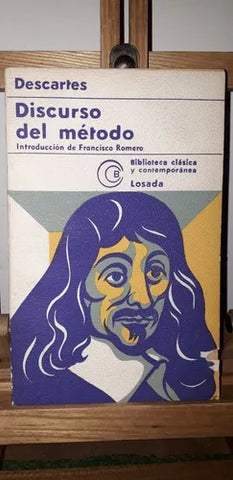 Descartes
Discurso
del método
Introducción de Francisco Romero
Biblioteca clásica
y contemporánea
B
Losada